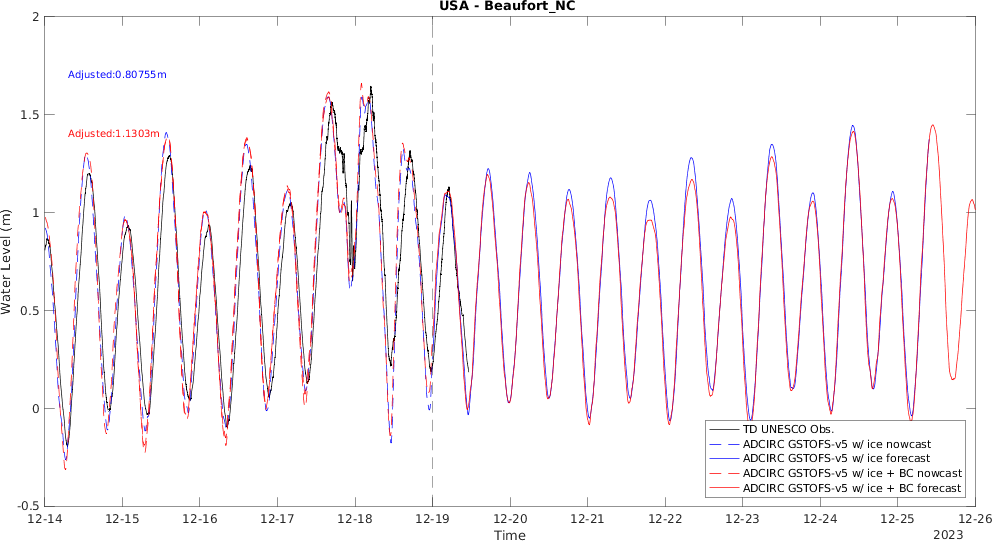 USA - Beaufort_NC
2
1.5
1
0.5
0
-0.5
Water Level (m)
Adjusted:0.80755m
Adjusted:1.1303m
TD UNESCO Obs.
ADCIRC GSTOFS-v5 w/ ice nowcast
ADCIRC GSTOFS-v5 w/ ice forecast
ADCIRC GSTOFS-v5 w/ ice + BC nowcast
ADCIRC GSTOFS-v5 w/ ice + BC forecast
12-14 12-15 12-16 12-17 12-18 12-19 12-20 12-21 12-22 12-23 12-24 12-25 12-26
Time
2023